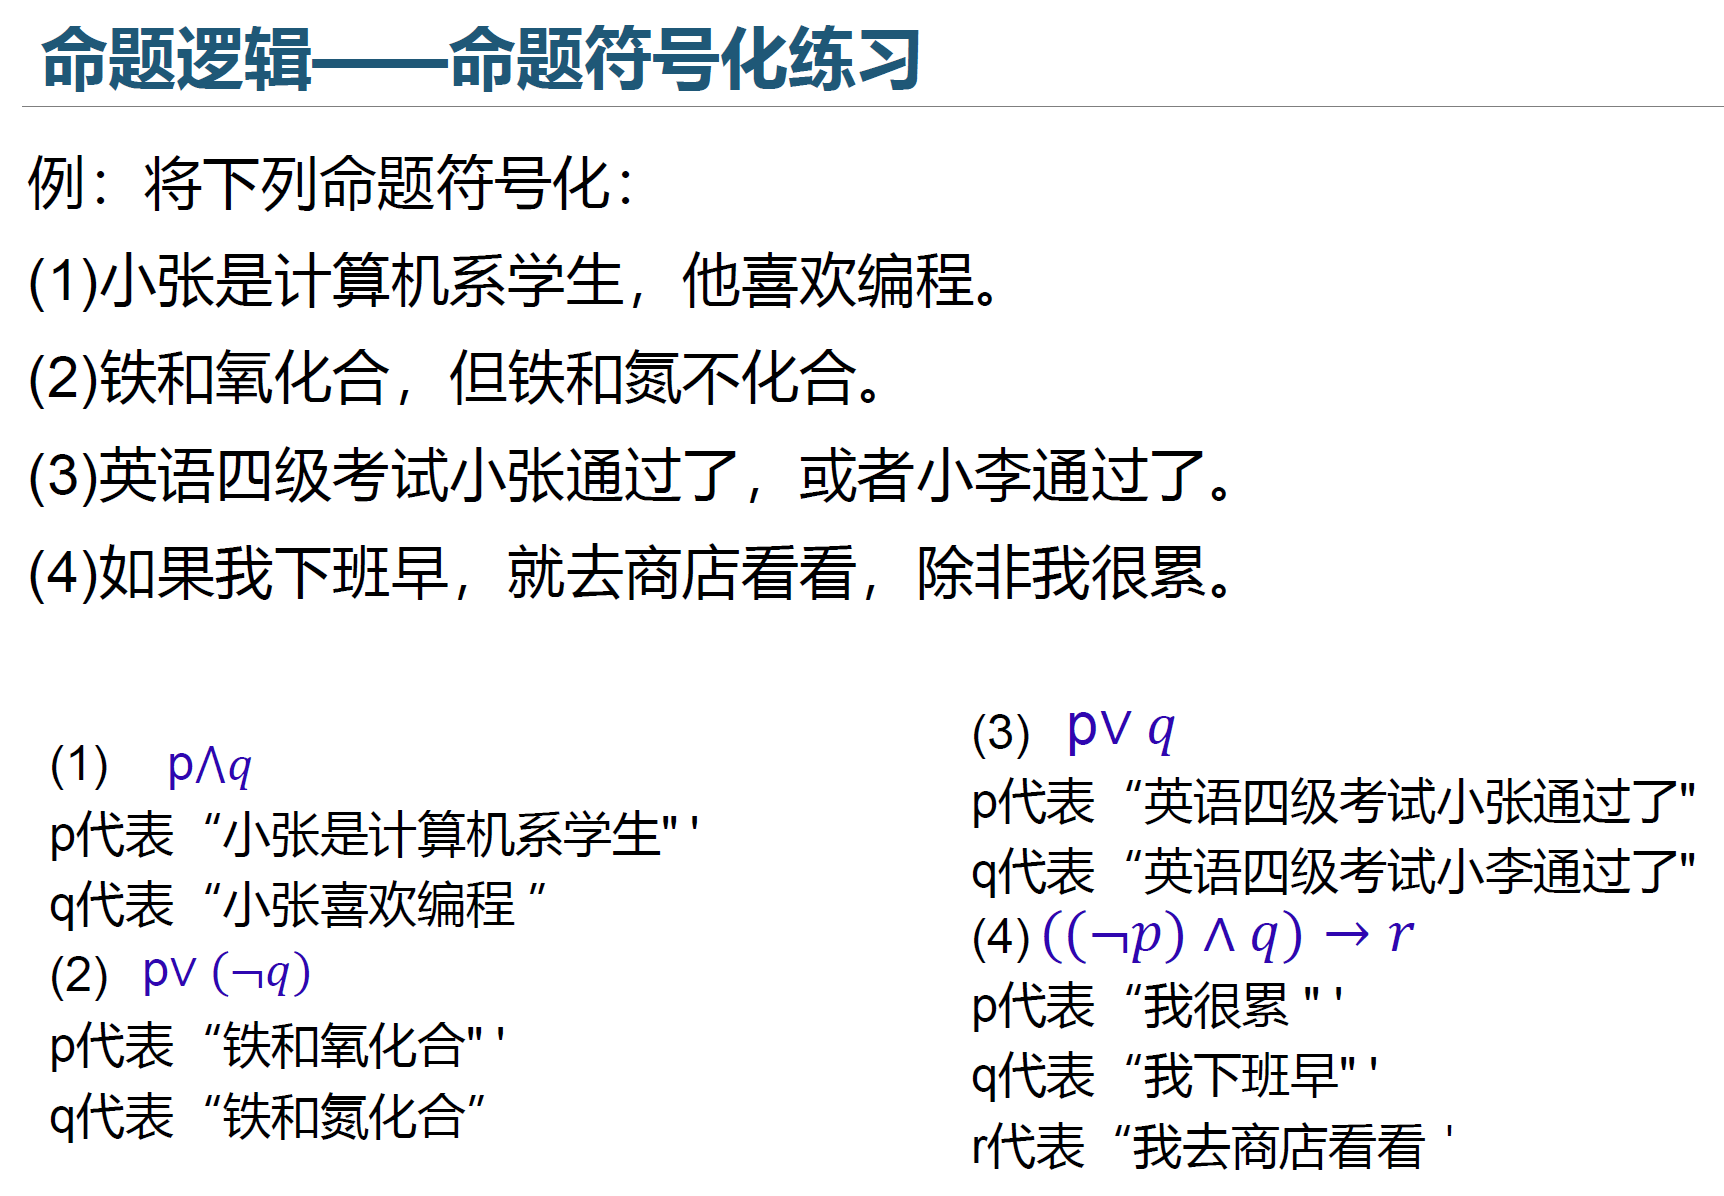 命题逻辑——命题符号化练习
例：将下列命题符号化：
(1)小张是计算机系学生，他喜欢编程。
(2)铁和氧化合，但铁和氮不化合。
(3)英语四级考试小张通过了，或者小李通过了。
(4)如果我下班早，就去商店看看，除非我很累。
(1) p∧q
p代表“小张是计算机系学生" '
q代表“小张喜欢编程 ”
(2) p∨ (¬q)
p代表“铁和氧化合" '
q代表“铁和氮化合”
(3) p∨ q
p代表“英语四级考试小张通过了"
q代表“英语四级考试小李通过了"
(4) ((¬p) ∧ q) → r
p代表“我很累 " '
q代表“我下班早" '
r代表“我去商店看看 '